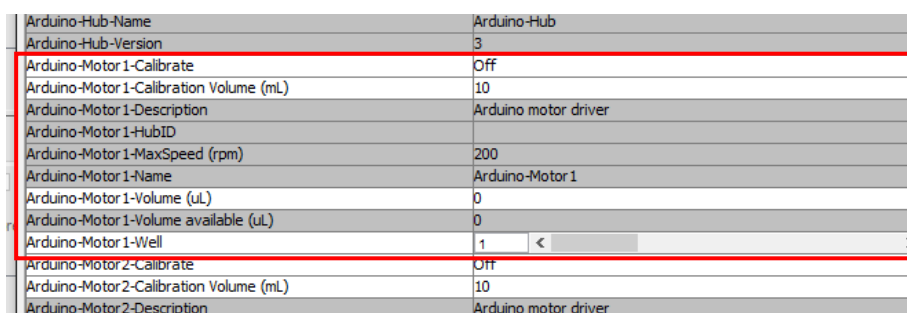 Arduino-Hub-Name Arduino-Hub
Arduino-Hub-Version 3
Arduino-Motor1-Calibrate Off
Arduino-Motor1-Calibration Volume (mL) 10
Arduino-Motor1-Description Arduino motor driver
Arduino-Motor1-HubID
Arduino-Motor1-MaxSpeed (rpm) 200
Arduino-Motor1-Name Arduino-Motor1
Arduino-Motor1-Volume (uL) 0
Arduino-Motor1-Volume available (uL) 0
Arduino-Motor1-Well 1 <
Arduino-Motor2-Calibrate Off
Arduino-Motor2-Calibration Volume (mL) 10
Arduino-Motor2-Description Arduino motor driver